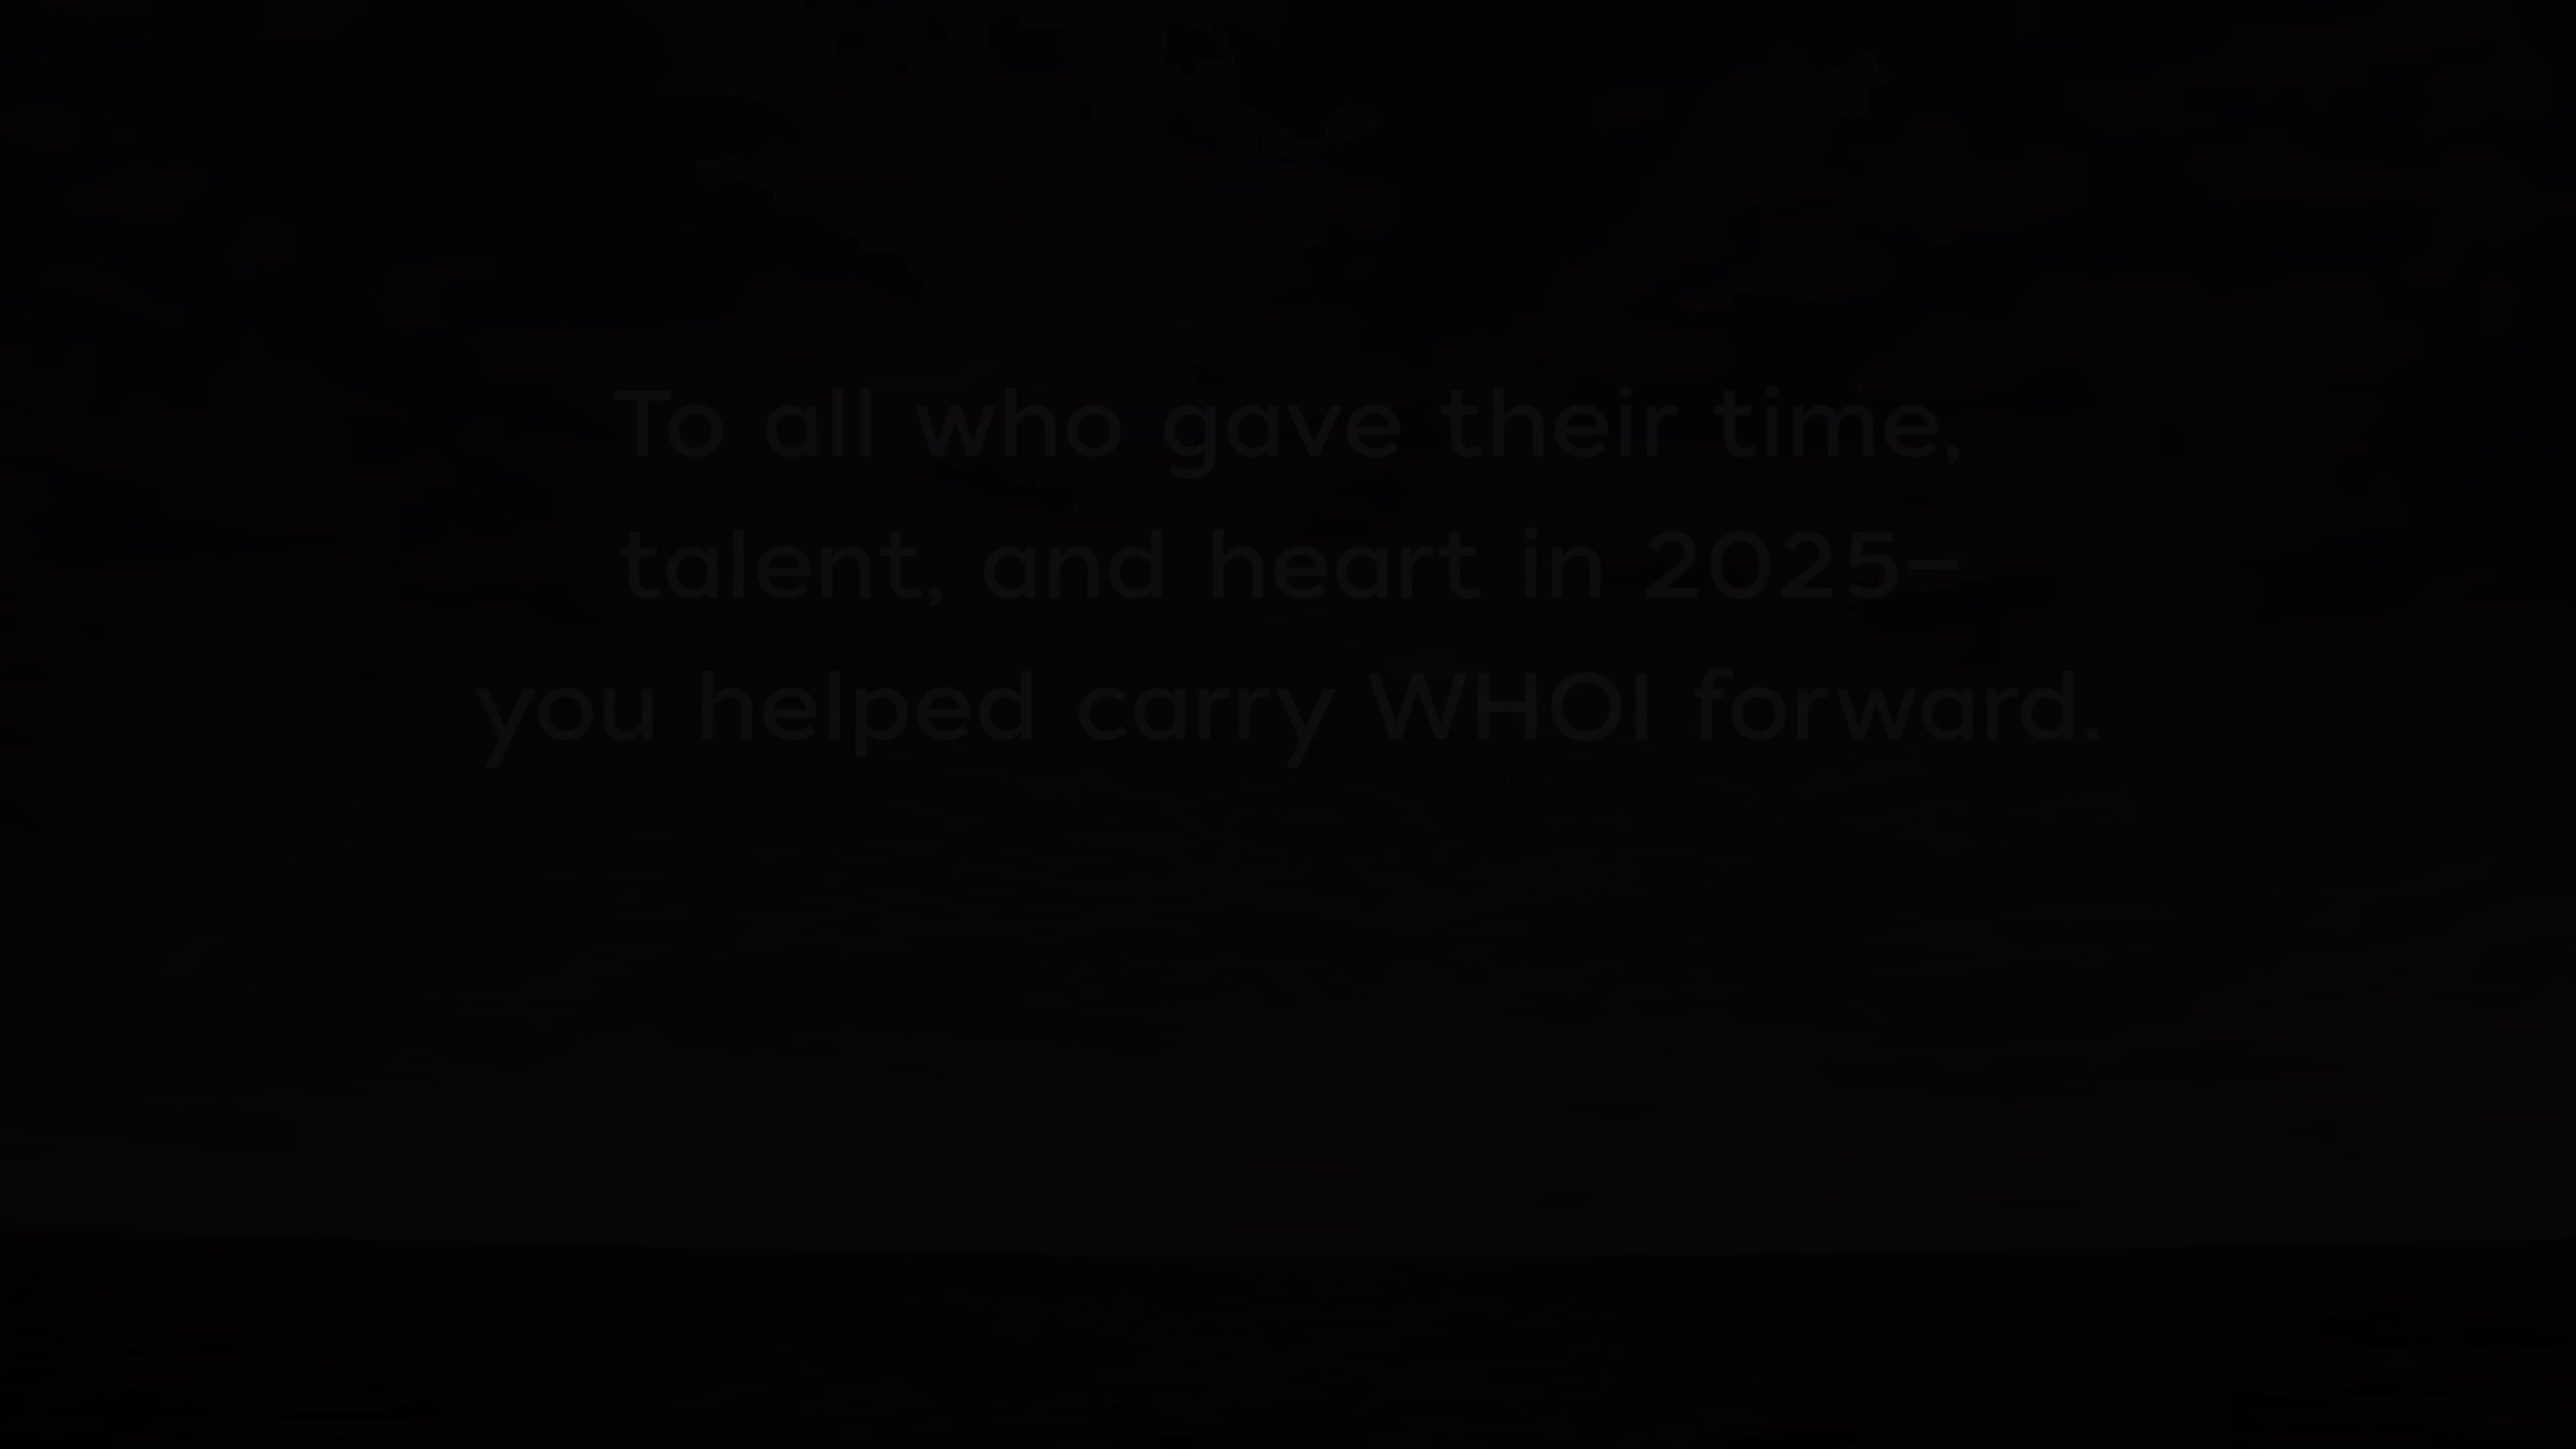 To all who gave their time,
talent, and heart in 2025–
you helped carry WHOI forward.